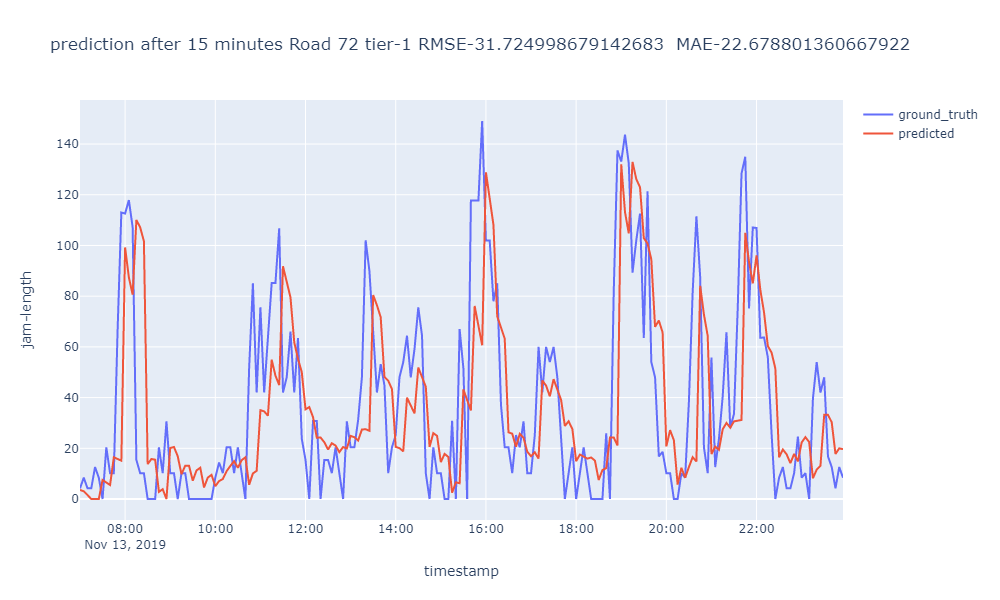 prediction after 15 minutes Road 72 tier-1 RMSE-31.724998679142683  MAE-22.678801360667922
ground_truth
predicted
140
120
100
80
60
40
20
0
jam-length
08:00 10:00 12:00 14:00 16:00 18:00 20:00 22:00
Nov 13, 2019
timestamp